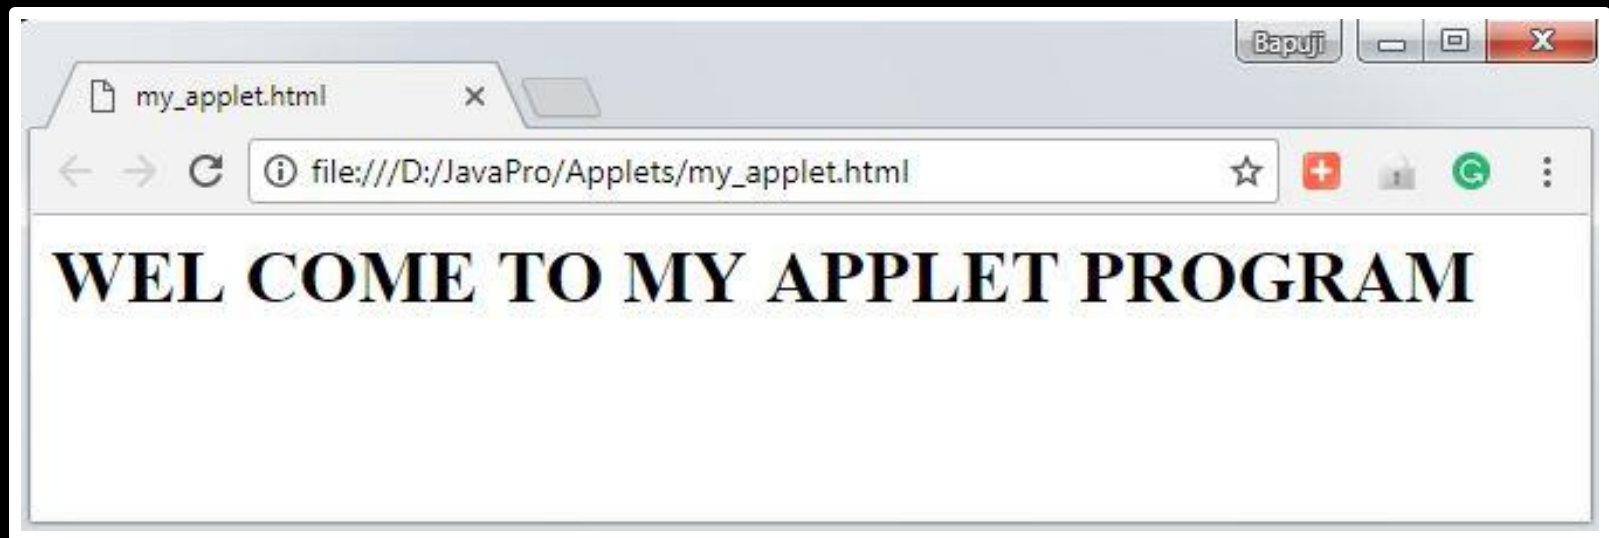 Bapuji
my_applet.html
file:///D:/JavaPro/Applets/my_applet.html
WEL COME TO MY APPLET PROGRAM